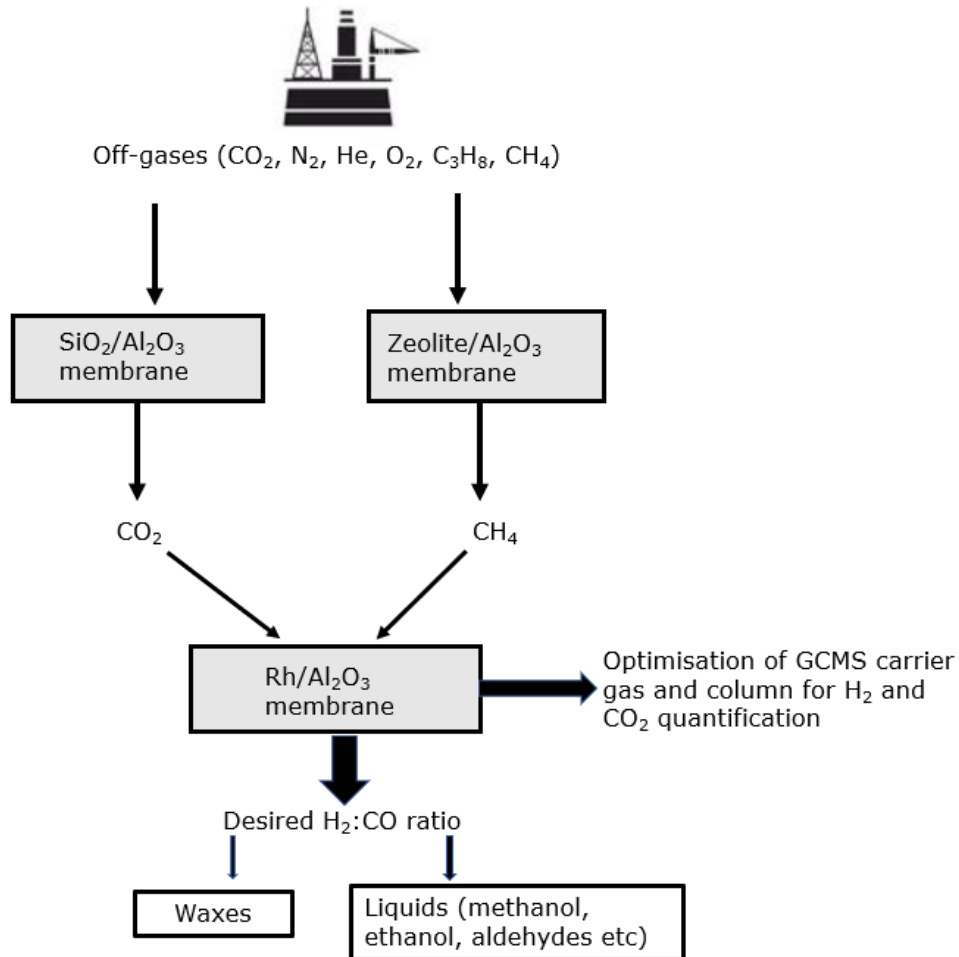 Off-gases (CO₂, N₂, He, O₂, C₃H₈, CH₄)
SiO₂/Al₂O₃
membrane
Zeolite/Al₂O₃
membrane
CO₂
CH₄
Rh/Al₂O₃
membrane
Optimisation of GCMS carrier
gas and column for H₂ and
CO₂ quantification
Desired H₂:CO ratio
Waxes
Liquids (methanol,
ethanol, aldehydes etc)